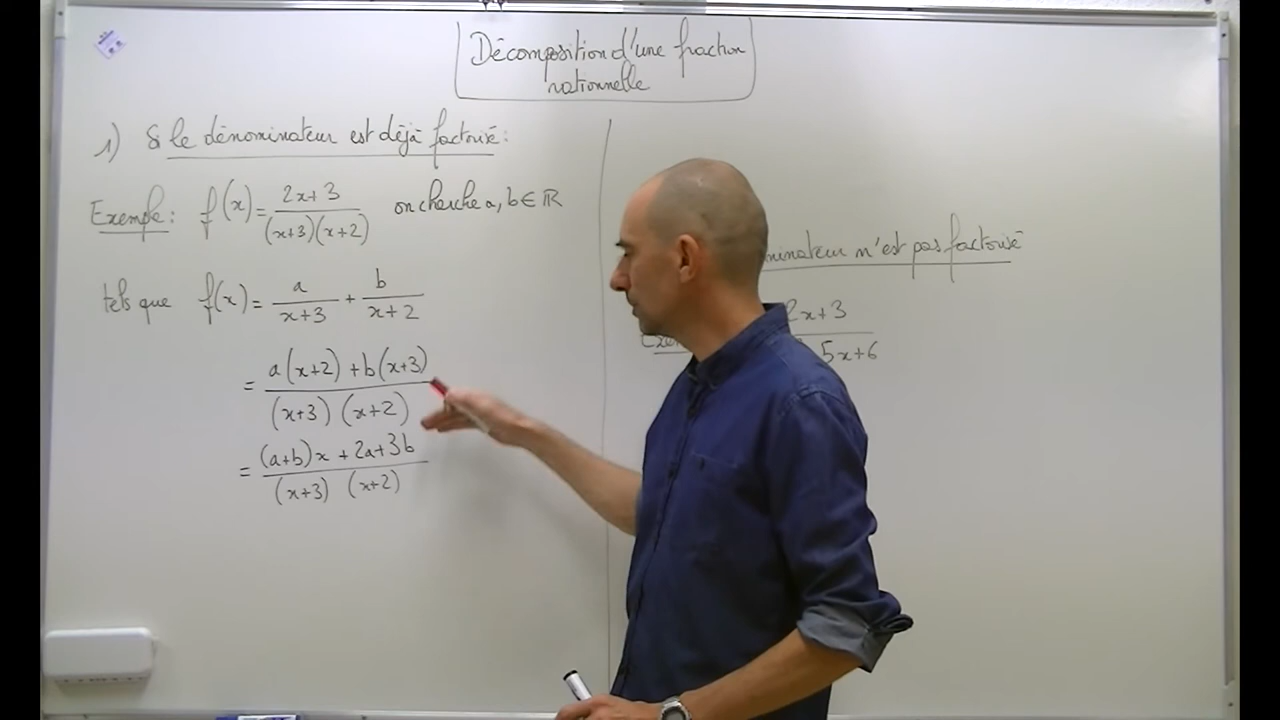 Décomposition d'une fraction
rationnelle
1) Si le dénominateur est déjà factorisé:
Exemple: f(x)= 2x+3 / (x+3)(x+2) on cherche a, b ∈ ℝ
tels que f(x)= a / x+3 + b / x+2
= a(x+2) + b(x+3) / (x+3) (x+2)
= (a+b)x + 2a+3b / (x+3) (x+2)
n'est pas factorisé
2x+3
5x+6